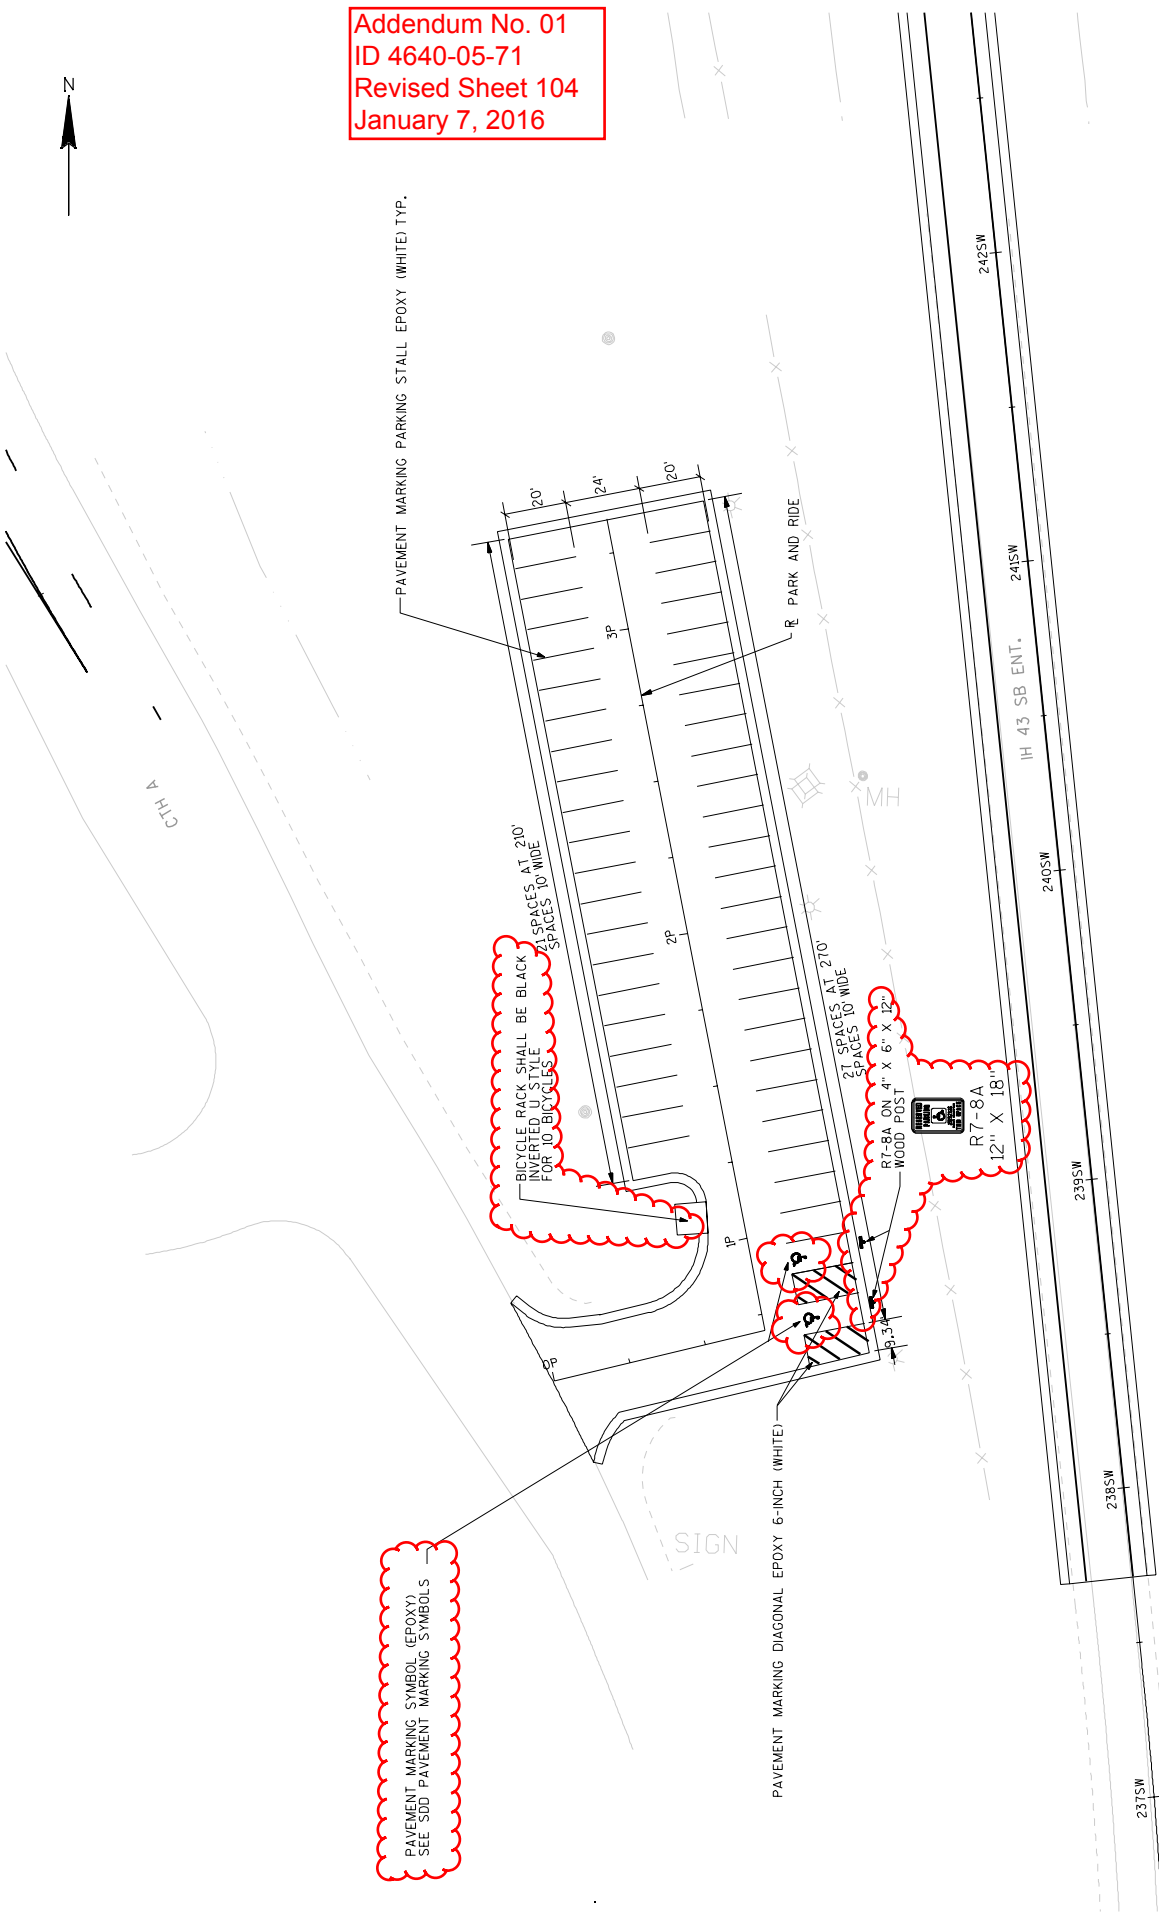 Addendum No. 01
ID 4640-05-71
Revised Sheet 104
January 7, 2016
N
PAVEMENT MARKING PARKING STALL EPOXY (WHITE) TYP.
242SW
20'
24'
20'
R PARK AND RIDE
3P
241SW
IH 43 SB ENT.
CTH A
MH
21 SPACES AT 210'
SPACES 10' WIDE
240SW
2P
BICYCLE RACK SHALL BE BLACK
INVERTED U STYLE
FOR 10 BICYCLES
27 SPACES AT 270'
SPACES 10' WIDE
R7-8A ON 4" X 6" X 12"
WOOD POST
RESERVED
PARKING
R7-8A
12" X 18"
239SW
1P
9.34'
0P
PAVEMENT MARKING DIAGONAL EPOXY 6-INCH (WHITE)
238SW
SIGN
PAVEMENT MARKING SYMBOL (EPOXY)
SEE SDD PAVEMENT MARKING SYMBOLS
237SW